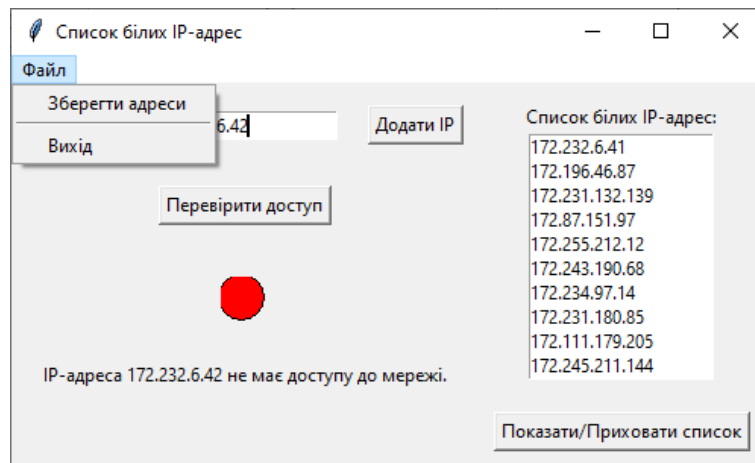 Список білих IP-адрес
Файл
Зберегти адреси
Вихід
6.42
Додати IP
Перевірити доступ
IP-адреса 172.232.6.42 не має доступу до мережі.
Список білих IP-адрес:
172.232.6.41
172.196.46.87
172.231.132.139
172.87.151.97
172.255.212.12
172.243.190.68
172.234.97.14
172.231.180.85
172.111.179.205
172.245.211.144
Показати/Приховати список